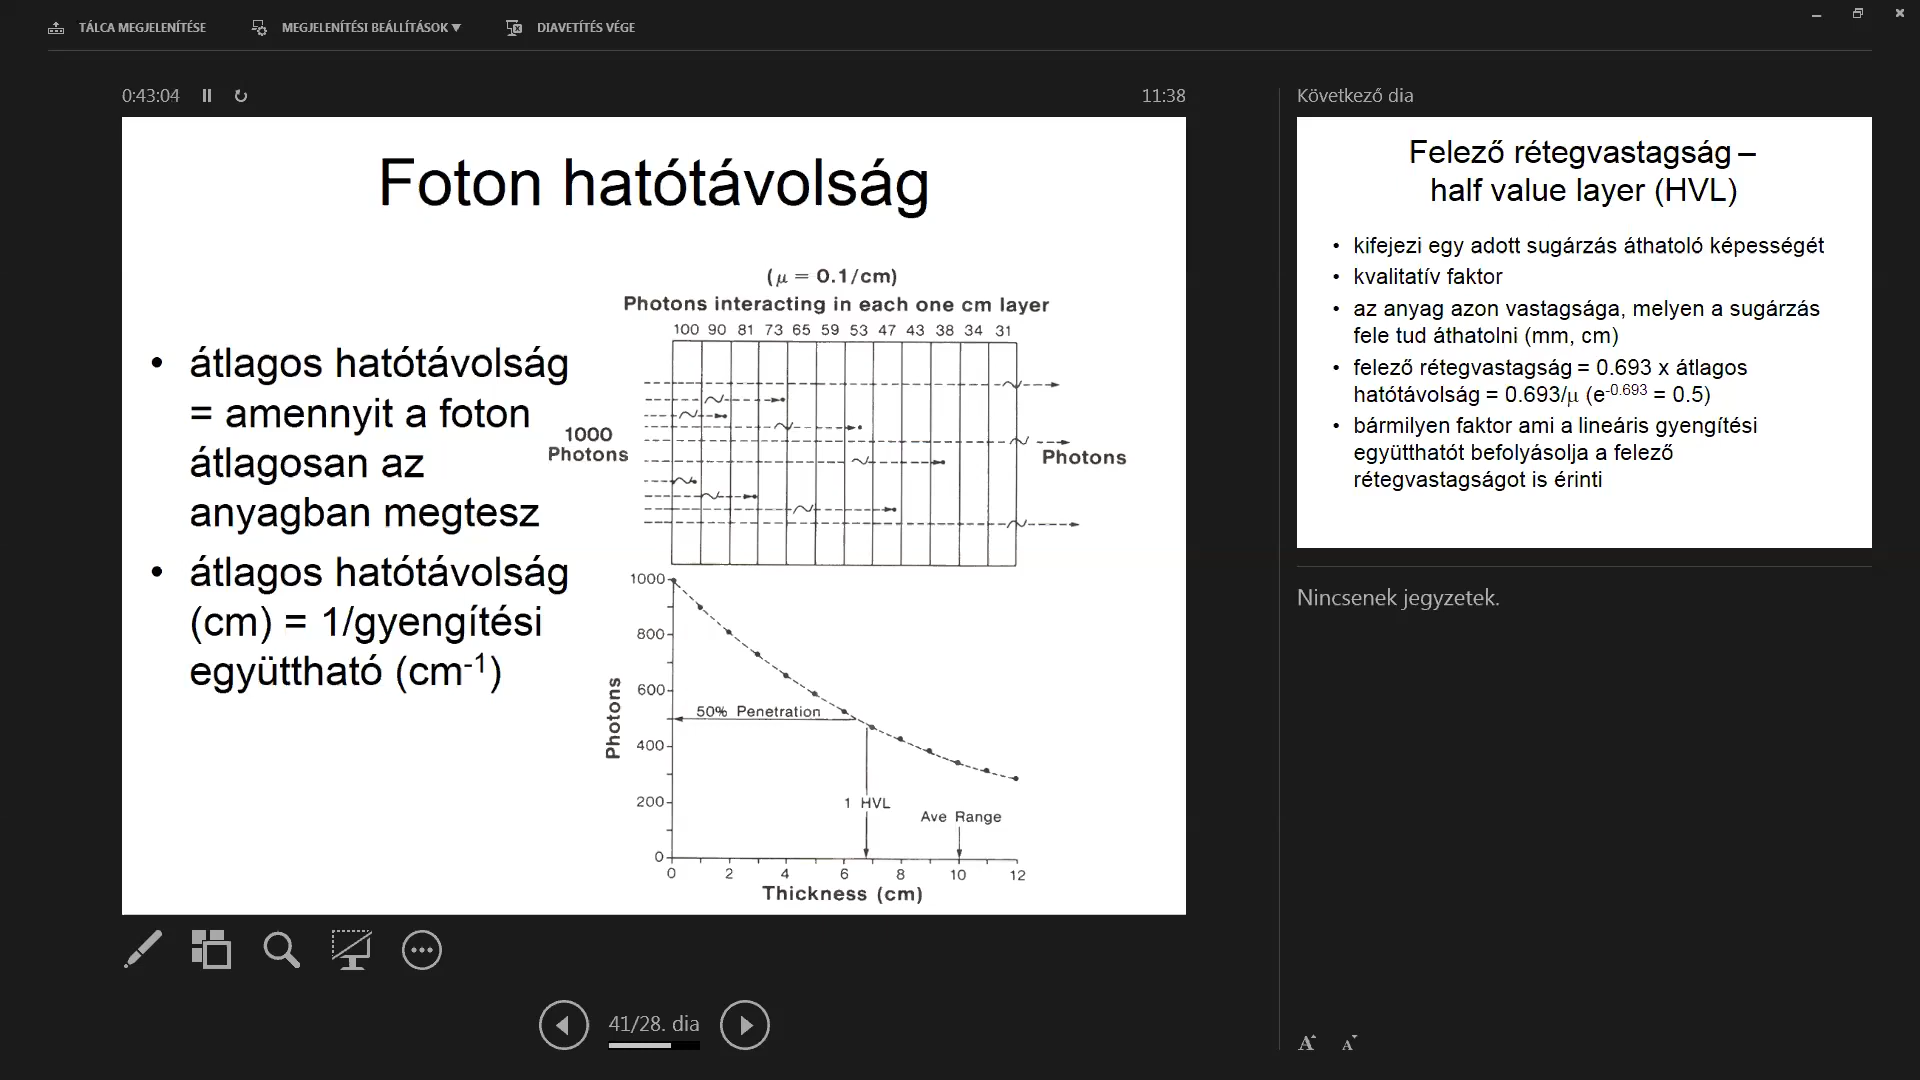 TÁLCA MEGJELENÍTÉSE MEGJELENÍTÉSI BEÁLLÍTÁSOK ▼ DIAVETÍTÉS VÉGE
0:43:04 11:38
Foton hatótávolság
• átlagos hatótávolság
= amennyit a foton
átlagosan az
anyagban megtesz
• átlagos hatótávolság
(cm) = 1/gyengítési
együttható (cm-1)
(μ = 0.1/cm)
Photons interacting in each one cm layer
100 90 81 73 65 59 53 47 43 38 34 31
1000
Photons
Photons
1000
800
600
400
200
0
Photons
50% Penetration
1 HVL
Ave Range
0 2 4 6 8 10 12
Thickness (cm)
41/28. dia
Következő dia
Felező rétegvastagság –
half value layer (HVL)
• kifejezi egy adott sugárzás áthatoló képességét
• kvalitatív faktor
• az anyag azon vastagsága, melyen a sugárzás
fele tud áthatolni (mm, cm)
• felező rétegvastagság = 0.693 x átlagos
hatótávolság = 0.693/μ (e-0.693 = 0.5)
• bármilyen faktor ami a lineáris gyengítési
együtthatót befolyásolja a felező
rétegvastagságot is érinti
Nincsenek jegyzetek.
A A